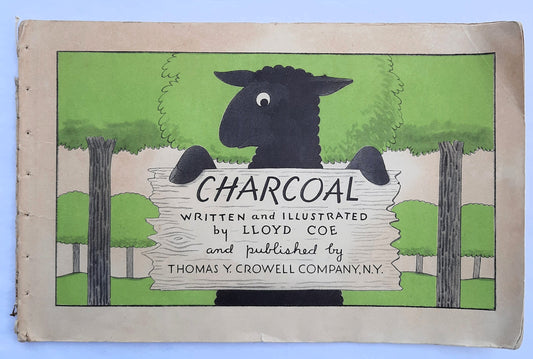 CHARCOAL
WRITTEN and ILLUSTRATED
by LLOYD COE
and published by
THOMAS Y. CROWELL COMPANY, N.Y.